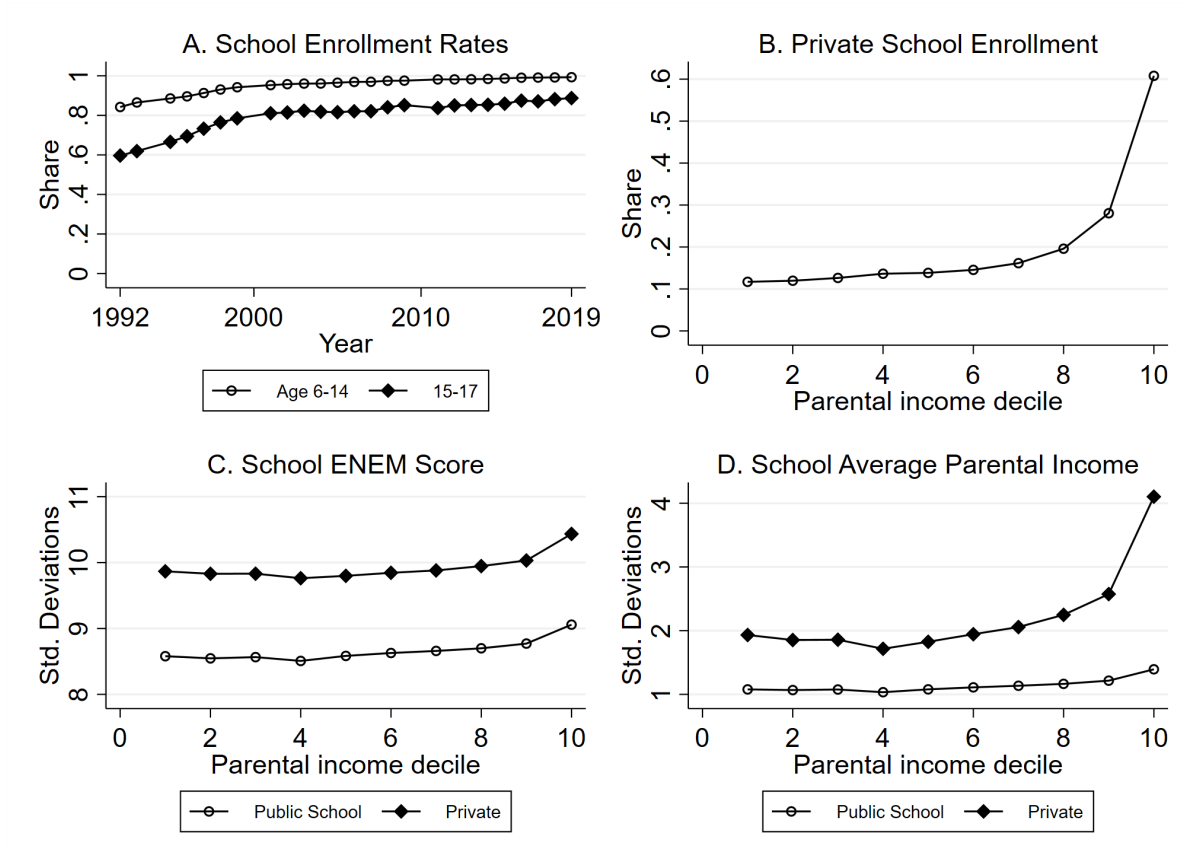 A. School Enrollment Rates
Share
1
.8
.6
.4
.2
0
1992 2000 2010 2019
Year
Age 6-14 15-17
B. Private School Enrollment
Share
.6
.5
.4
.3
.2
.1
0
0 2 4 6 8 10
Parental income decile
C. School ENEM Score
Std. Deviations
11
10
9
8
0 2 4 6 8 10
Parental income decile
Public School Private
D. School Average Parental Income
Std. Deviations
4
3
2
1
0 2 4 6 8 10
Parental income decile
Public School Private